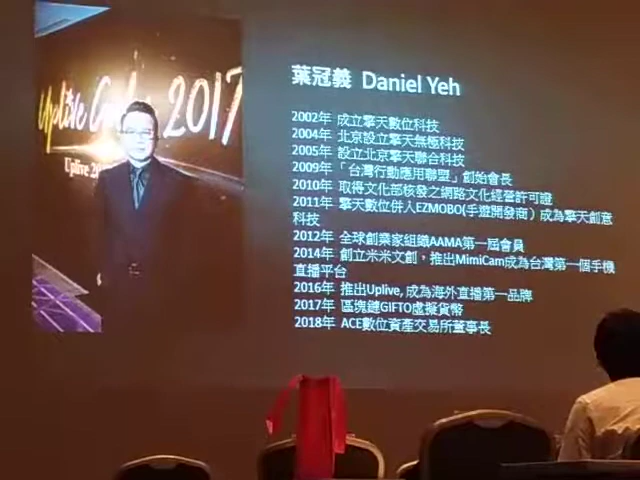 Uplive 2017
Uplive
葉冠義 Daniel Yeh
2002年 成立擎天數位科技
2004年 北京設立擎天無極科技
2005年 設立北京擎天聯合科技
2009年「台灣行動應用聯盟」創始會長
2010年 取得文化部核發之網路文化經營許可證
2011年 擎天數位併入EZMOBO(手遊開發商）成為擎天創意
科技
2012年 全球創業家組織AAMA第一屆會員
2014年 創立米米文創，推出MimiCam成為台灣第一個手機
直播平台
2016年 推出Uplive, 成為海外直播第一品牌
2017年 區塊鏈GIFTO虛擬貨幣
2018年 ACE數位資產交易所董事長